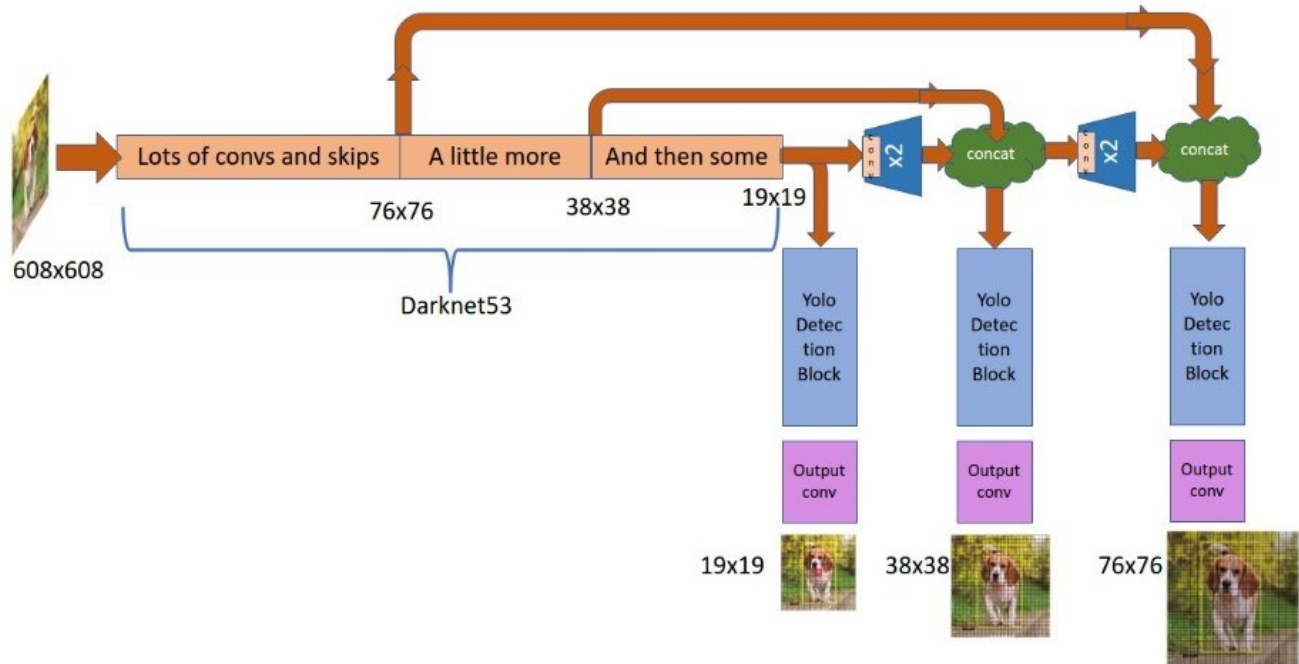 Lots of convs and skips
A little more
And then some
conv
x2
concat
conv
x2
concat
76x76
38x38
19x19
608x608
Darknet53
Yolo
Detec
tion
Block
Yolo
Detec
tion
Block
Yolo
Detec
tion
Block
Output
conv
Output
conv
Output
conv
19x19
38x38
76x76